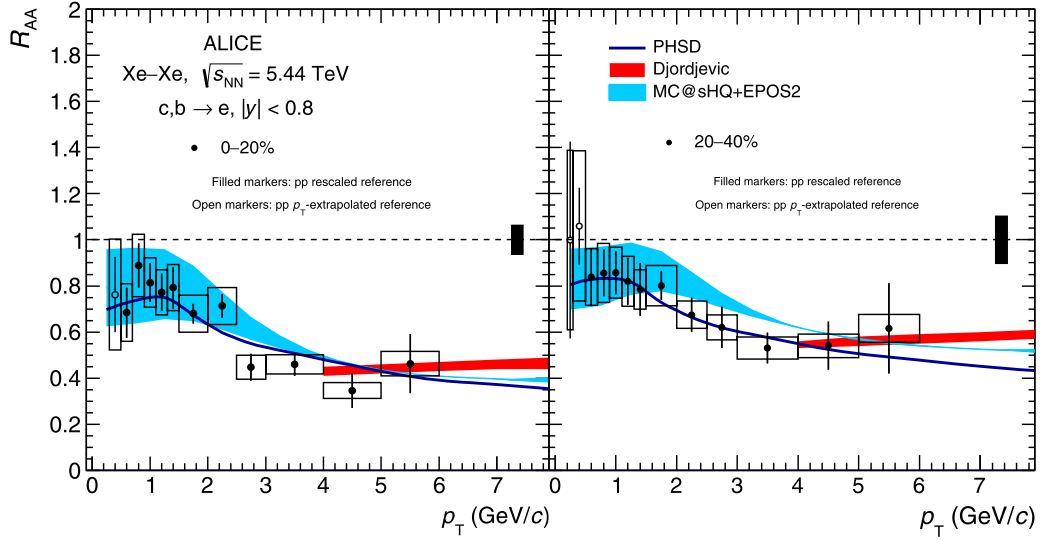 R_AA
2
1.8
1.6
1.4
1.2
1
0.8
0.6
0.4
0.2
0
ALICE
Xe–Xe, √s_NN = 5.44 TeV
c,b → e, |y| < 0.8
0–20%
Filled markers: pp rescaled reference
Open markers: pp p_T-extrapolated reference
0 1 2 3 4 5 6 7
p_T (GeV/c)
PHSD
Djordjevic
MC@sHQ+EPOS2
20–40%
Filled markers: pp rescaled reference
Open markers: pp p_T-extrapolated reference
0 1 2 3 4 5 6 7
p_T (GeV/c)